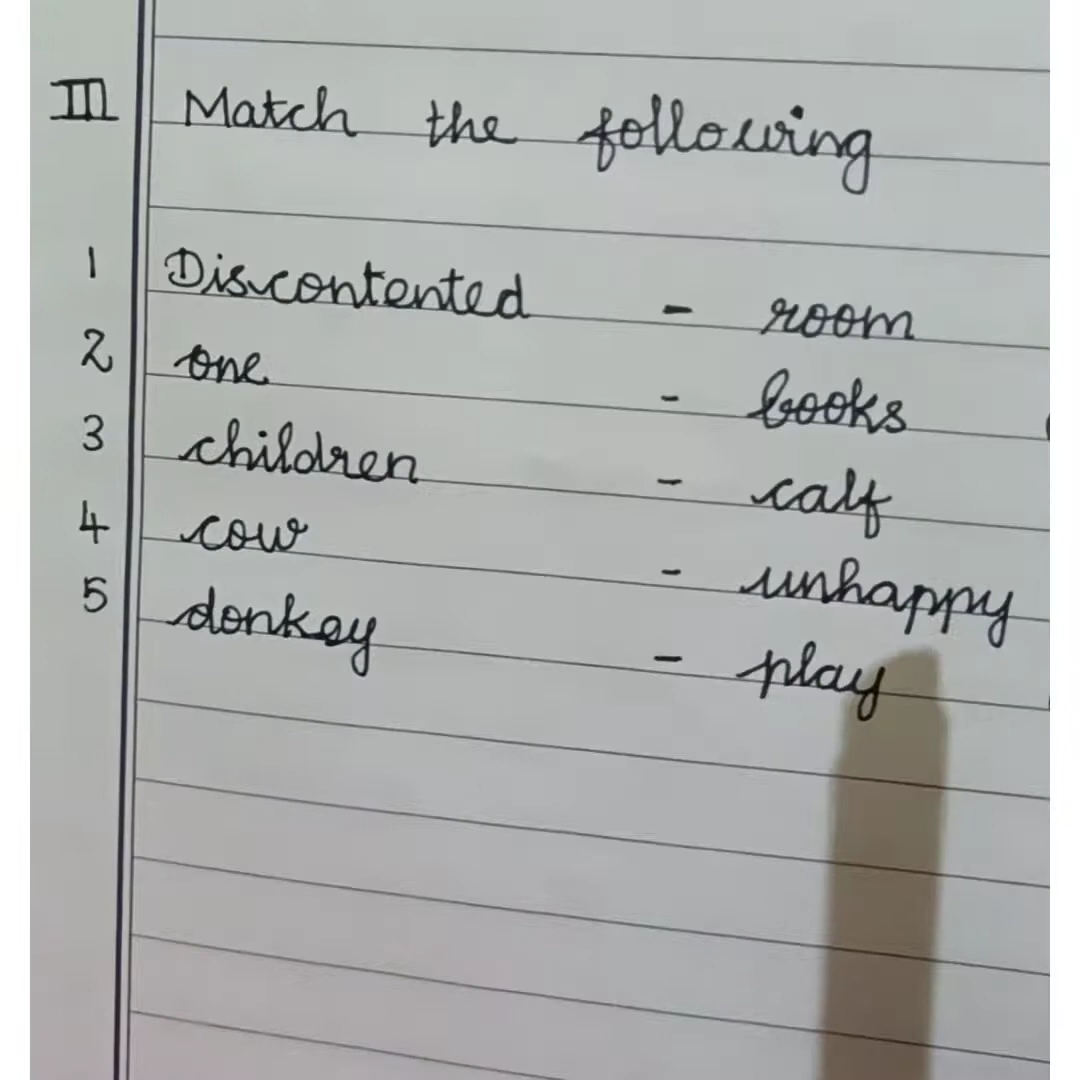 III Match the following
1 Discontented - room
2 one - books
3 children - calf
4 cow - unhappy
5 donkey - play